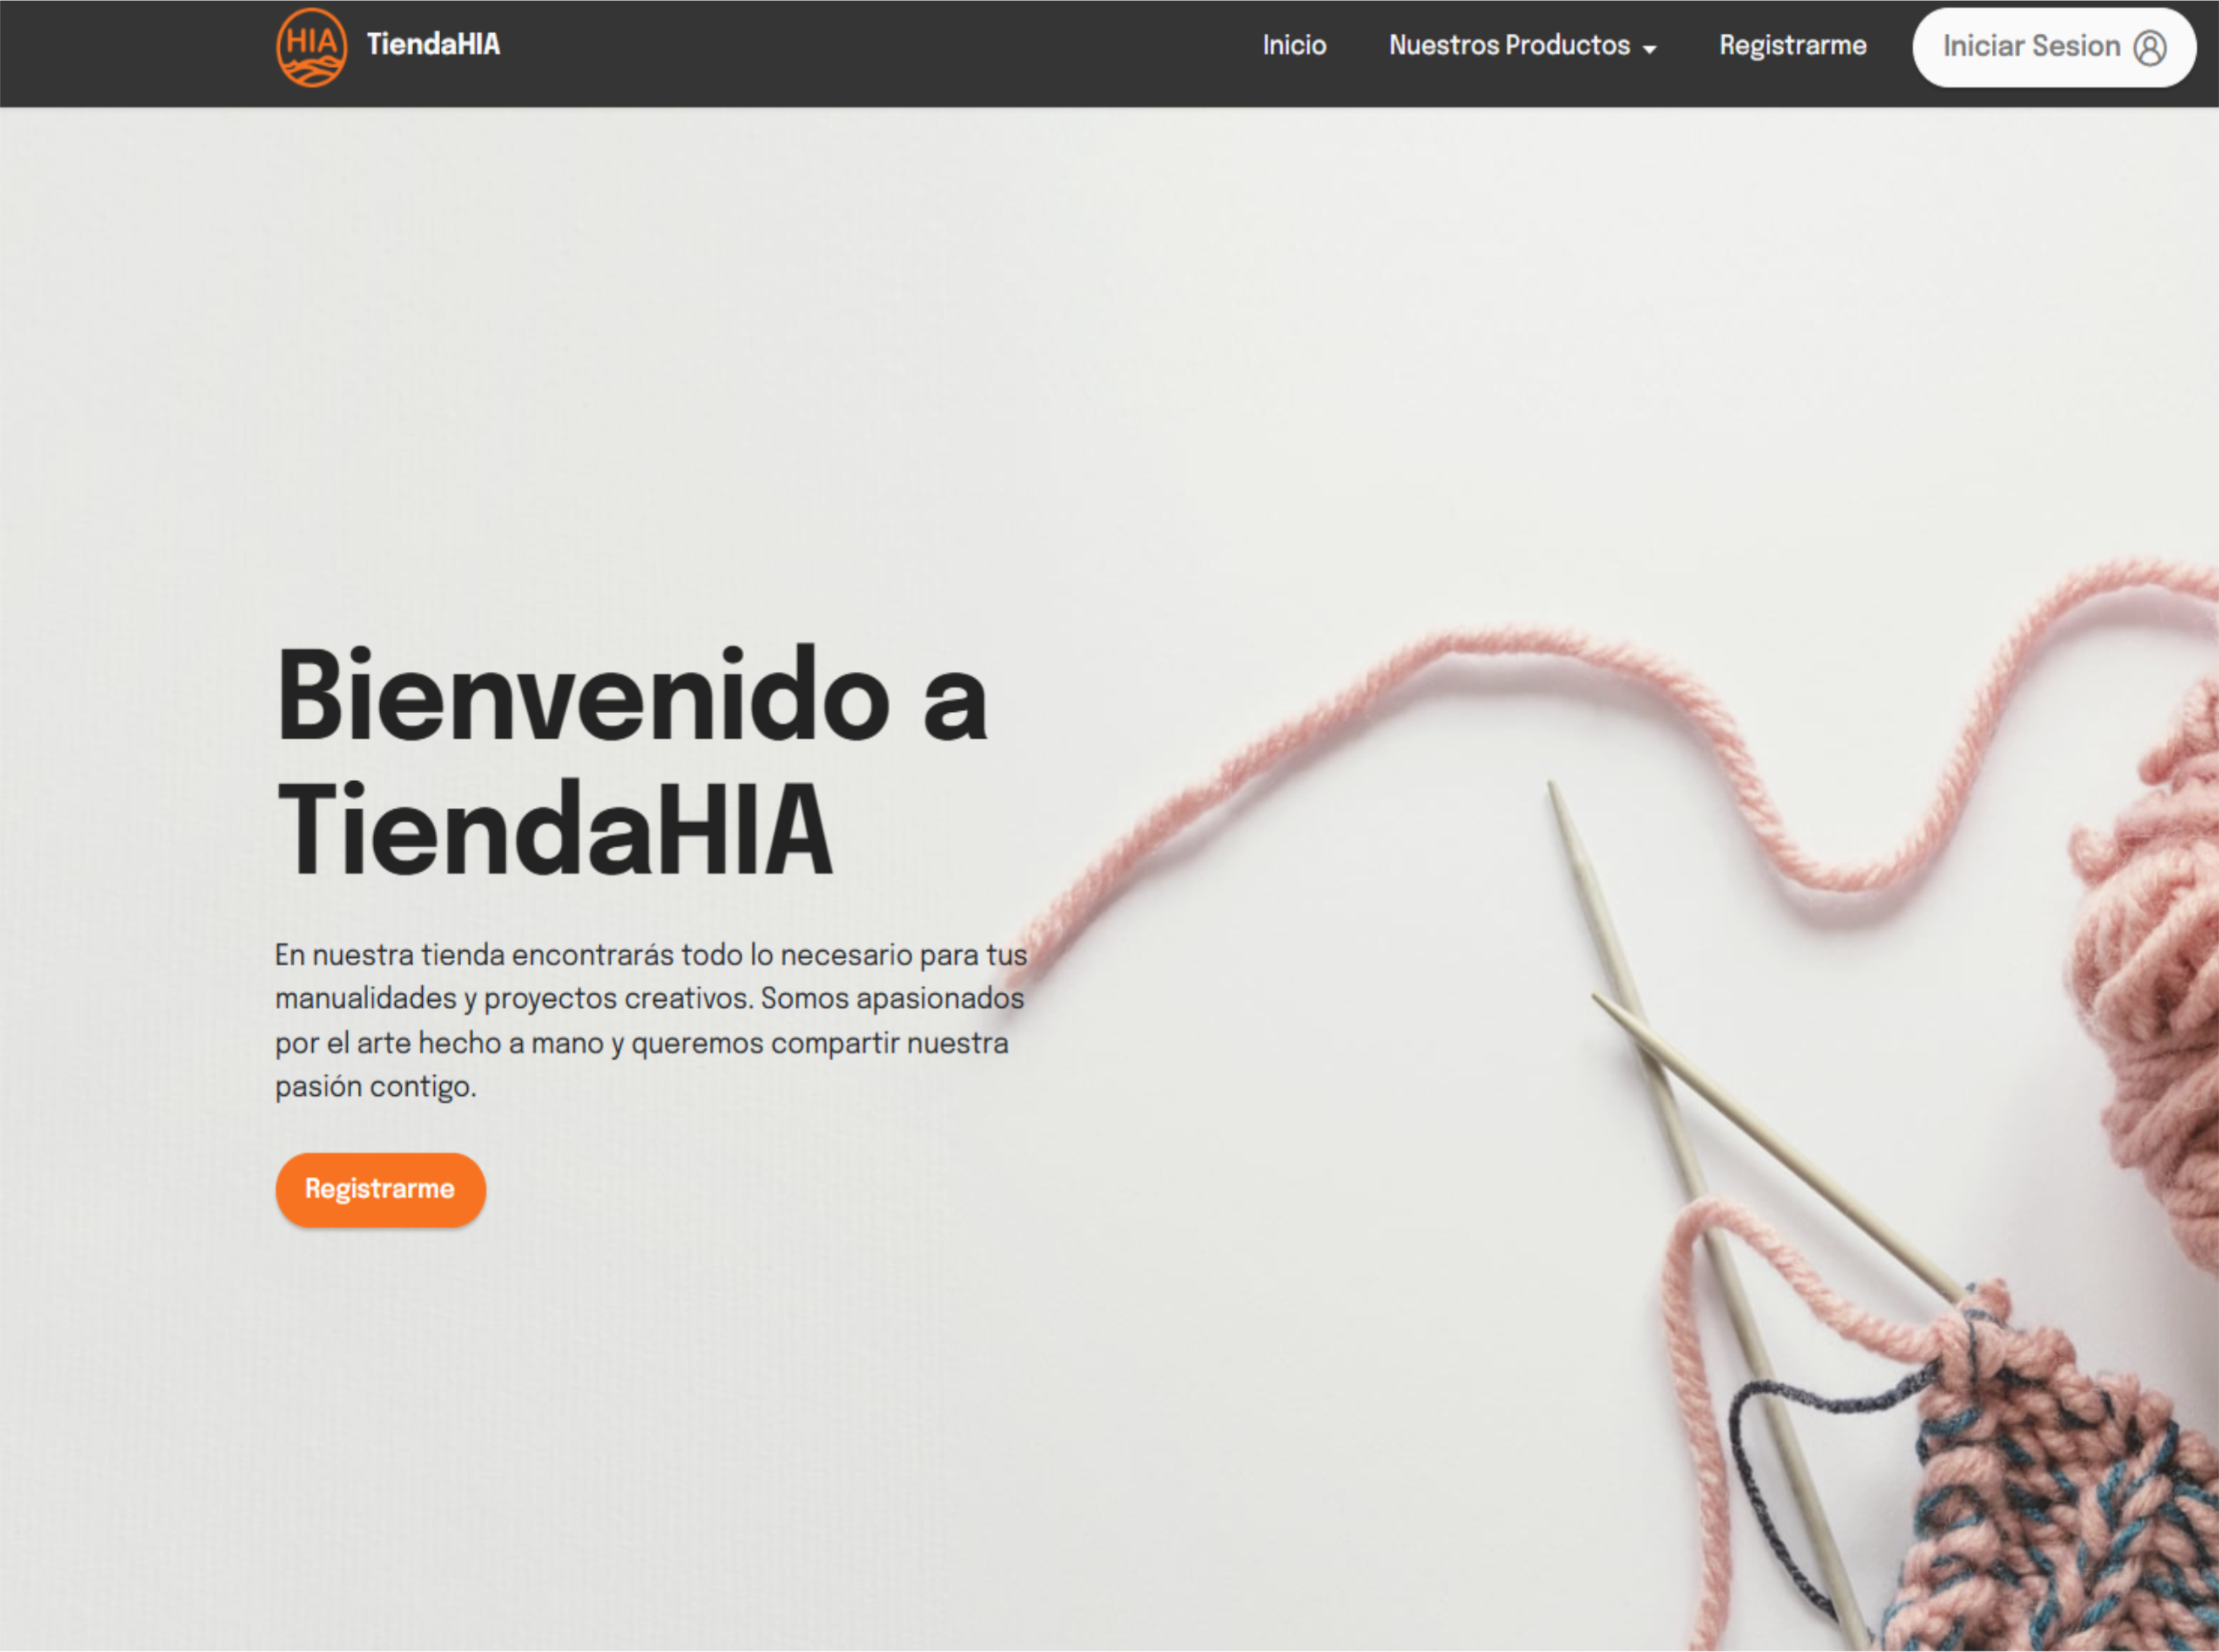 HIA
TiendaHIA
Inicio
Nuestros Productos
Registrarme
Iniciar Sesion
Bienvenido a
TiendaHIA
En nuestra tienda encontrarás todo lo necesario para tus
manualidades y proyectos creativos. Somos apasionados
por el arte hecho a mano y queremos compartir nuestra
pasión contigo.
Registrarme